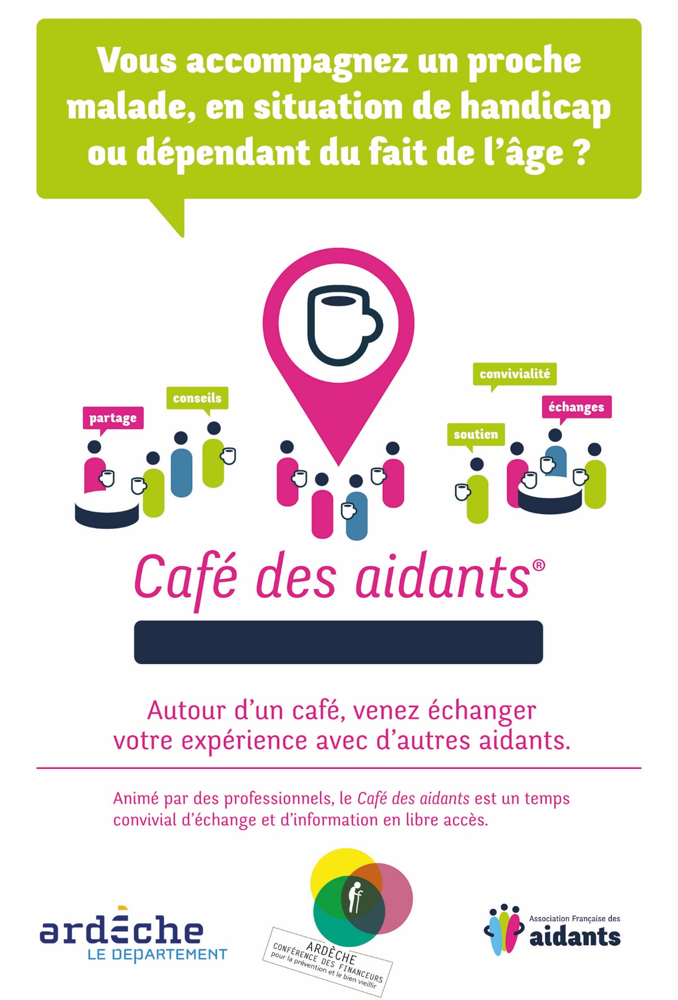 Vous accompagnez un proche
malade, en situation de handicap
ou dépendant du fait de l'âge ?
convivialité
conseils
échanges
partage
soutien
Café des aidants®
Autour d'un café, venez échanger
votre expérience avec d'autres aidants.
Animé par des professionnels, le Café des aidants est un temps
convivial d'échange et d'information en libre accès.
ardèche
LE DEPARTEMENT
ARDÈCHE
CONFÉRENCE DES FINANCEURS
pour la prévention et le bien vieillir
Association Française des
aidants